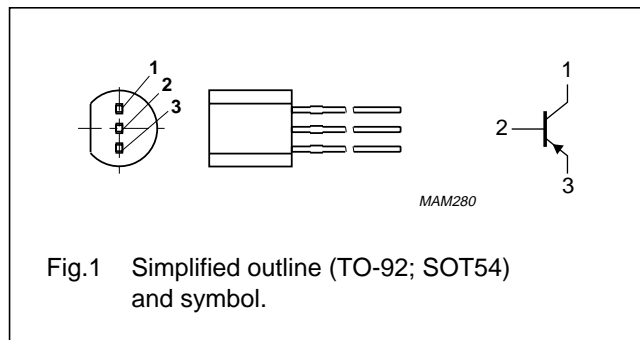 1
2
3
1
2
3
MAM280
Fig.1 Simplified outline (TO-92; SOT54)
and symbol.